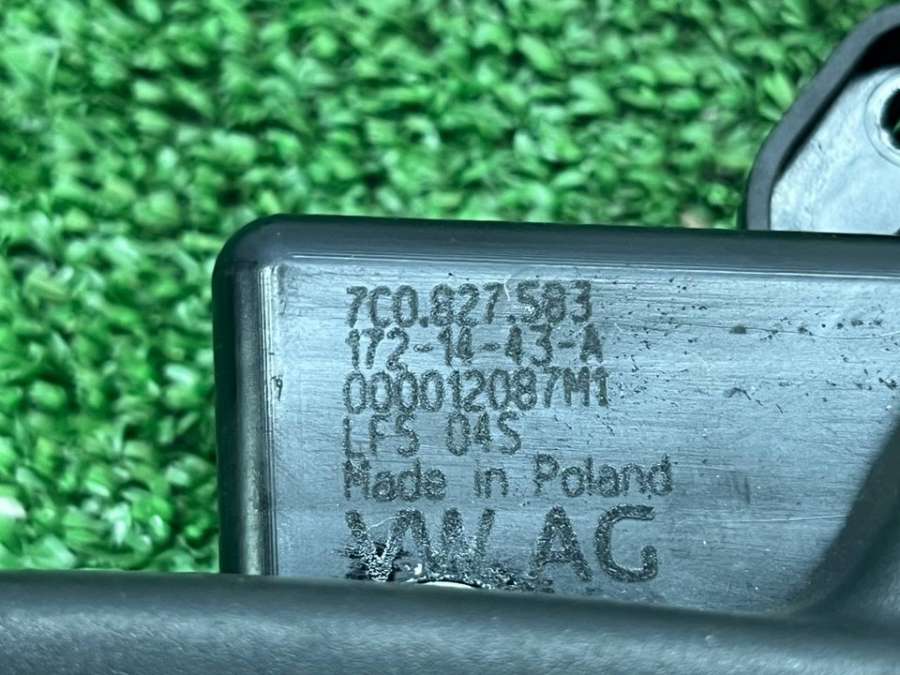 7C0.827.583
172-14-43-A
000012087M1
LFS 04S
Made in Poland
VW AG